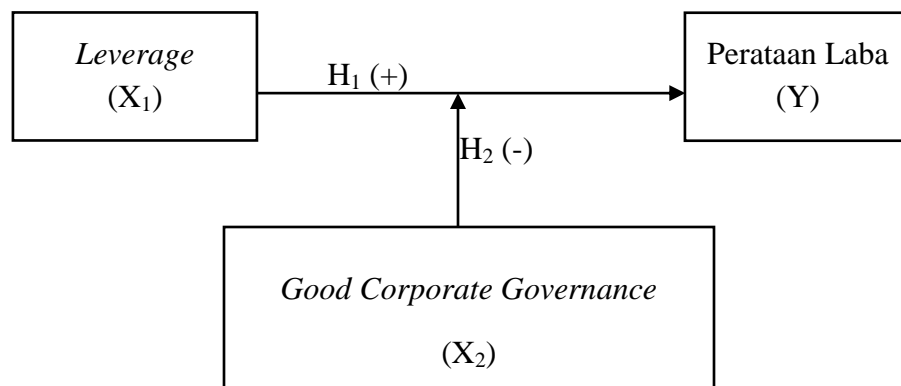 Leverage
(X₁)
H₁ (+)
Perataan Laba
(Y)
H₂ (-)
Good Corporate Governance
(X₂)